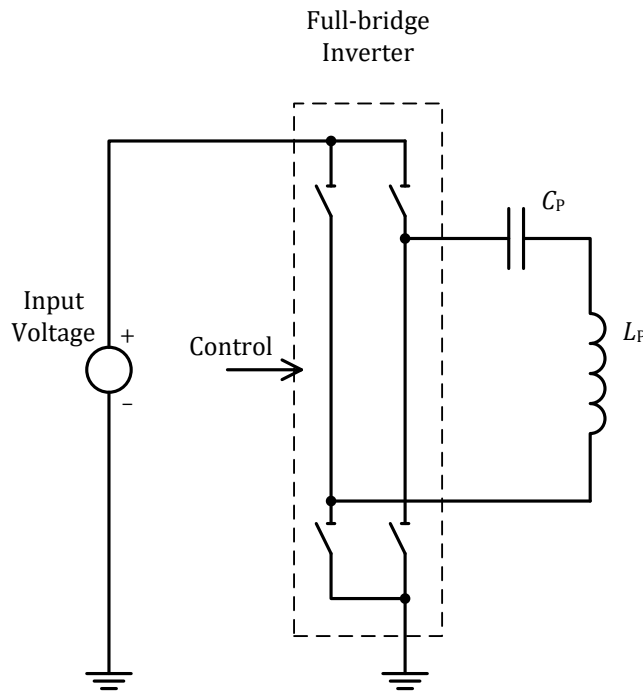 Full-bridge
Inverter
C_P
Input
Voltage
+
−
Control
L_P